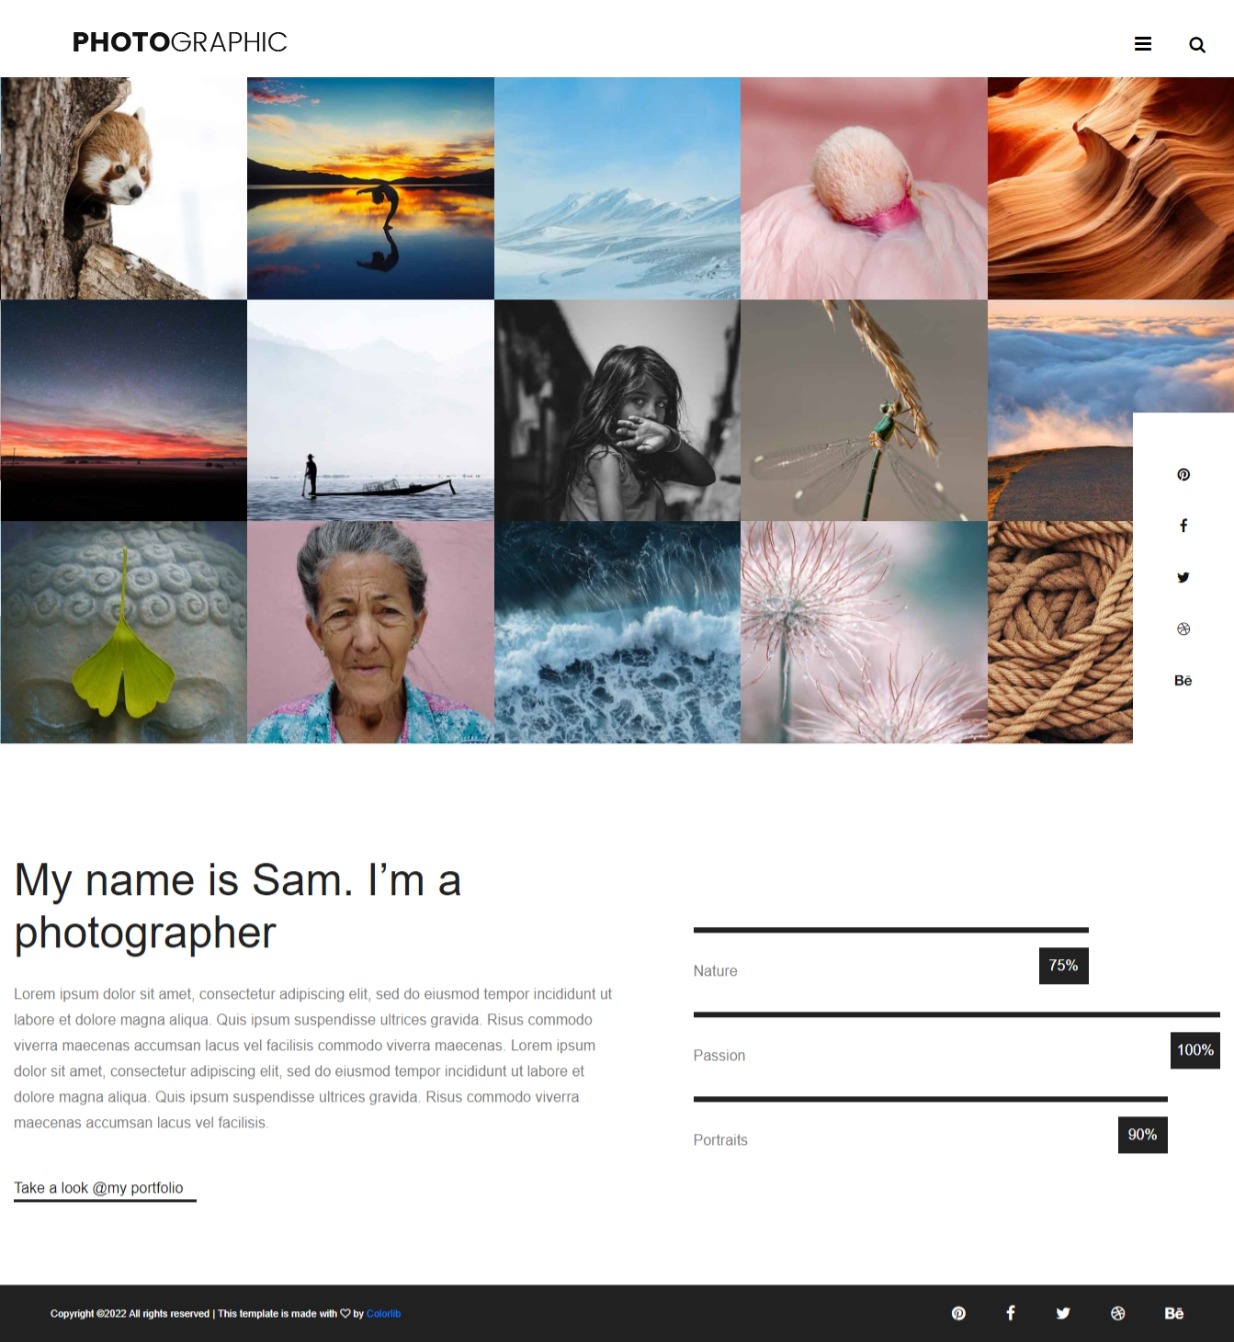 PHOTOGRAPHIC
Bē
My name is Sam. I’m a
photographer
Lorem ipsum dolor sit amet, consectetur adipiscing elit, sed do eiusmod tempor incididunt ut
labore et dolore magna aliqua. Quis ipsum suspendisse ultrices gravida. Risus commodo
viverra maecenas accumsan lacus vel facilisis commodo viverra maecenas. Lorem ipsum
dolor sit amet, consectetur adipiscing elit, sed do eiusmod tempor incididunt ut labore et
dolore magna aliqua. Quis ipsum suspendisse ultrices gravida. Risus commodo viverra
maecenas accumsan lacus vel facilisis.
Take a look @my portfolio
Nature 75%
Passion 100%
Portraits 90%
Copyright ©2022 All rights reserved | This template is made with ♡ by Colorlib
Bē